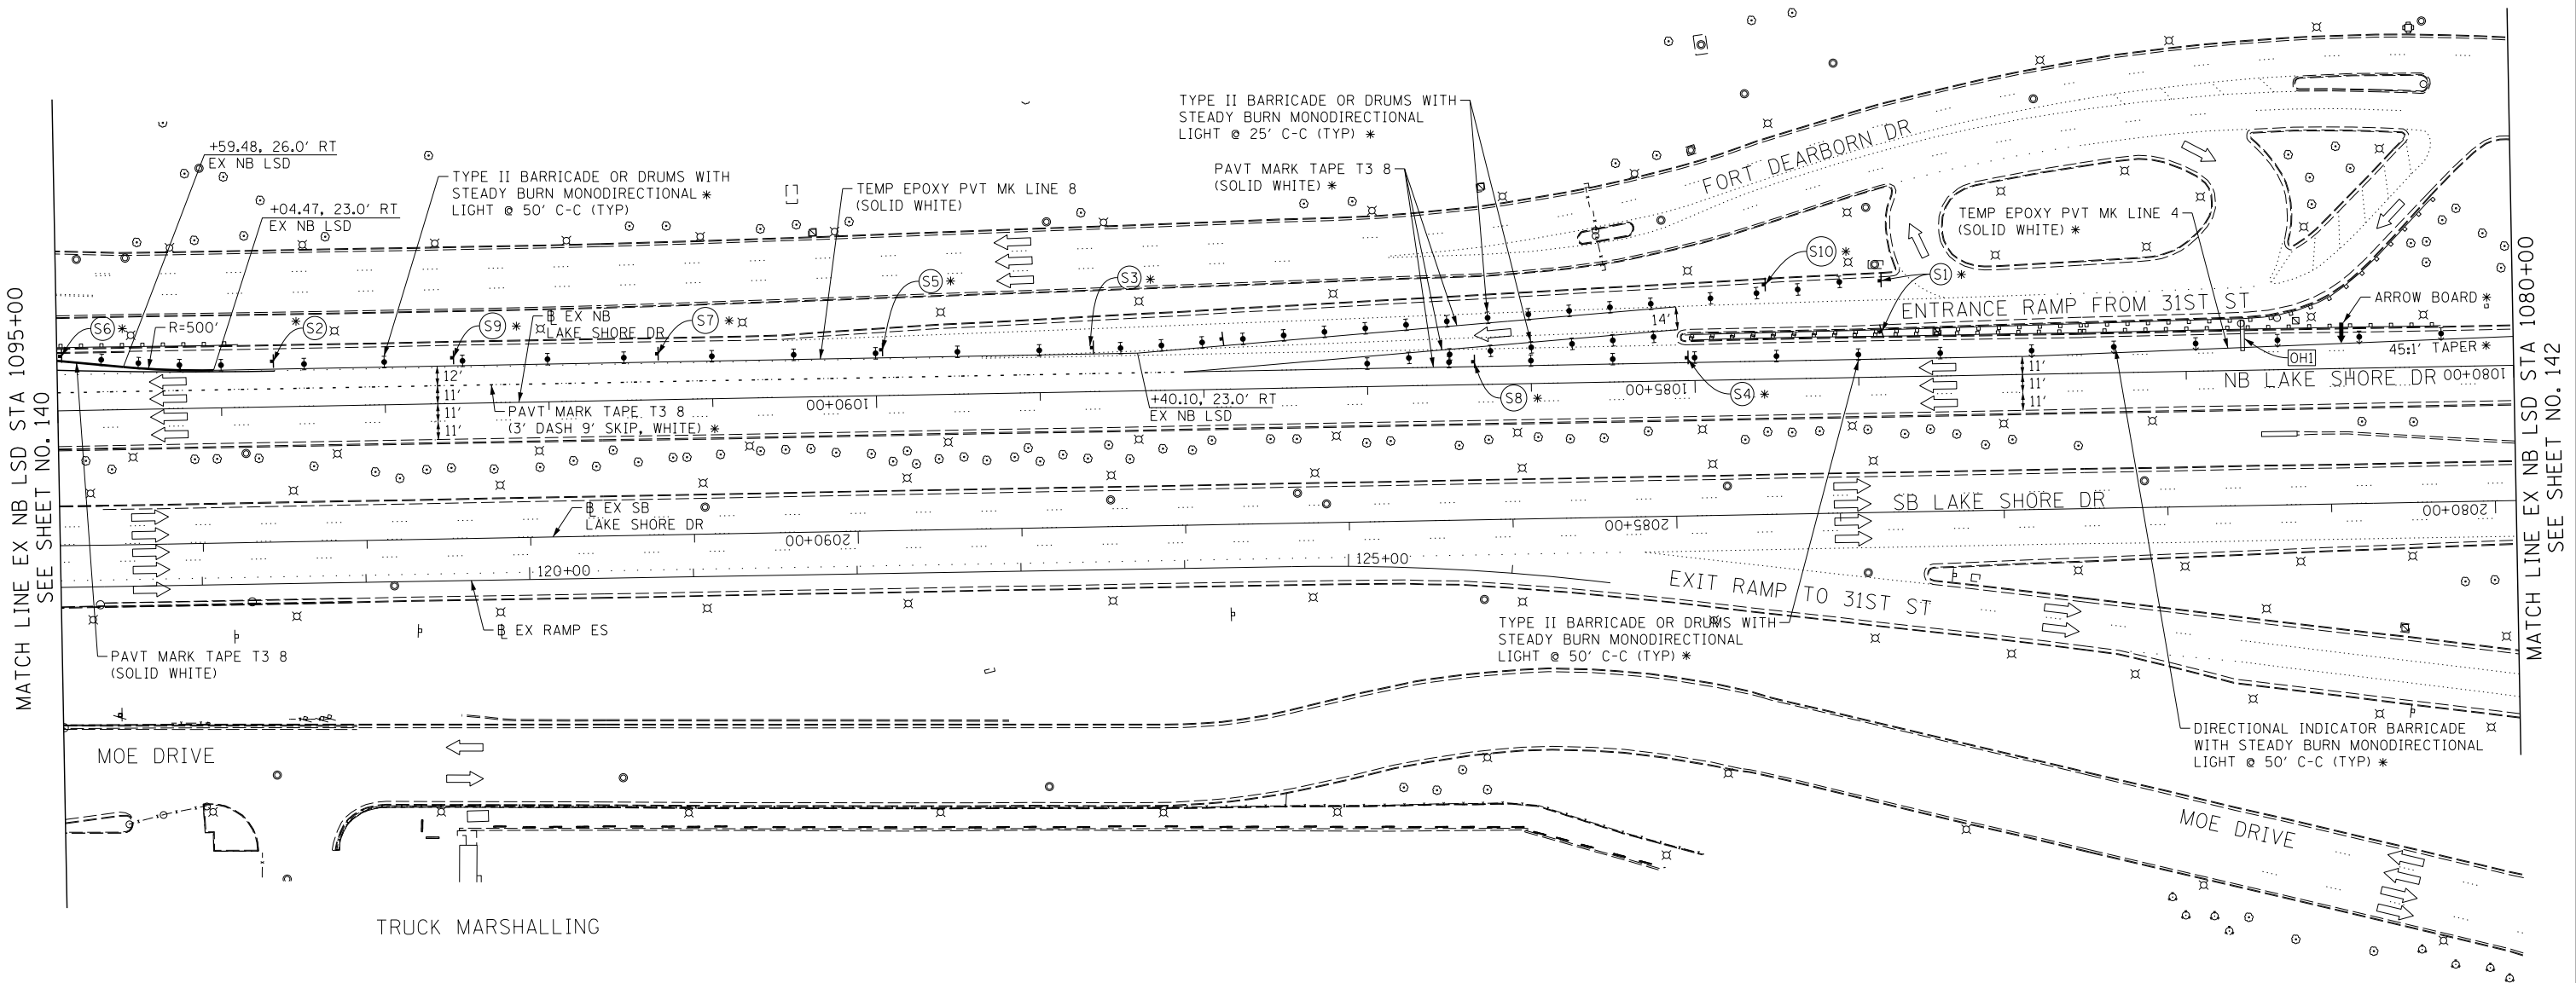 MATCH LINE EX NB LSD STA 1095+00
SEE SHEET NO. 140
+59.48, 26.0' RT
EX NB LSD
+04.47, 23.0' RT
EX NB LSD
TYPE II BARRICADE OR DRUMS WITH
STEADY BURN MONODIRECTIONAL *
LIGHT @ 50' C-C (TYP)
TEMP EPOXY PVT MK LINE 8
(SOLID WHITE)
TYPE II BARRICADE OR DRUMS WITH
STEADY BURN MONODIRECTIONAL
LIGHT @ 25' C-C (TYP) *
PAVT MARK TAPE T3 8
(SOLID WHITE) *
FORT DEARBORN DR
TEMP EPOXY PVT MK LINE 4
(SOLID WHITE) *
S6 *
R=500'
* S2
S9 *
℄ EX NB
LAKE SHORE DR
S7 *
S5 *
S3 *
S10 *
S1 *
14'
ENTRANCE RAMP FROM 31ST ST
ARROW BOARD *
OH1
45:1' TAPER *
12'
11'
11'
11'
PAVT MARK TAPE T3 8
(3' DASH 9' SKIP, WHITE) *
1090+00
+40.10, 23.0' RT
EX NB LSD
S8 *
1085+00
S4 *
11'
11'
11'
NB LAKE SHORE DR
1080+00
℄ EX SB
LAKE SHORE DR
2090+00
2085+00
SB LAKE SHORE DR
2080+00
120+00
125+00
EXIT RAMP TO 31ST ST
℄ EX RAMP ES
TYPE II BARRICADE OR DRUMS WITH
STEADY BURN MONODIRECTIONAL
LIGHT @ 50' C-C (TYP) *
PAVT MARK TAPE T3 8
(SOLID WHITE)
DIRECTIONAL INDICATOR BARRICADE
WITH STEADY BURN MONODIRECTIONAL
LIGHT @ 50' C-C (TYP) *
MOE DRIVE
MOE DRIVE
TRUCK MARSHALLING
MATCH LINE EX NB LSD STA 1080+00
SEE SHEET NO. 142